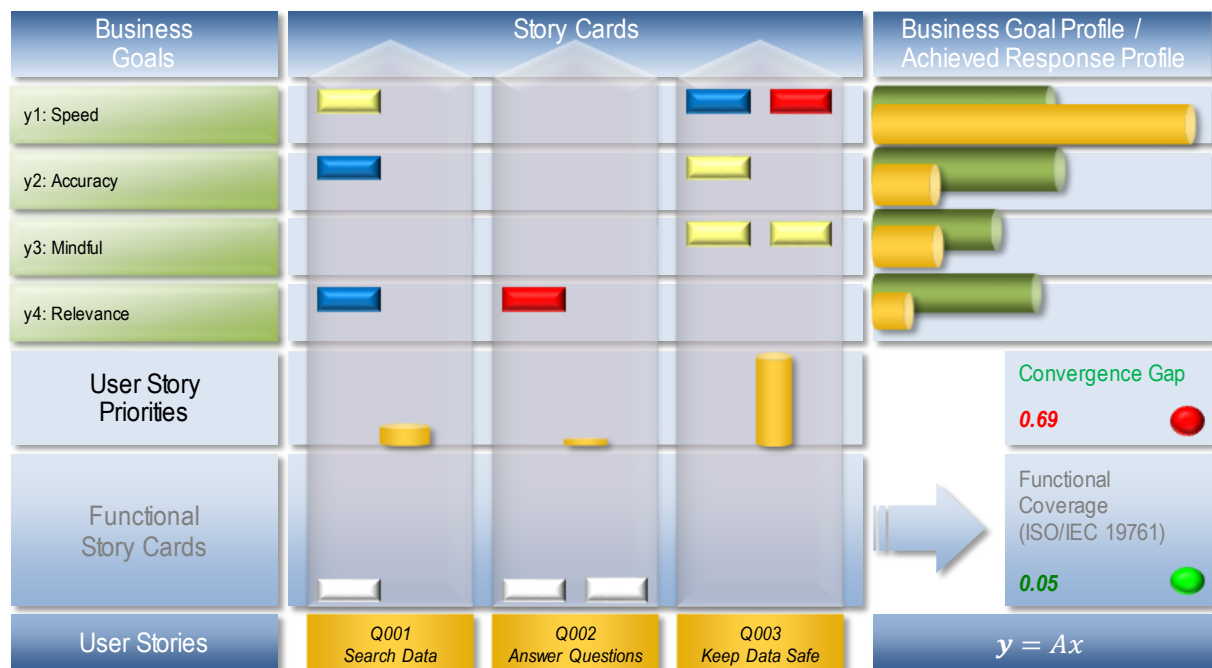 Business
Goals
Story Cards
Business Goal Profile /
Achieved Response Profile
y1: Speed
y2: Accuracy
y3: Mindful
y4: Relevance
User Story
Priorities
Convergence Gap
0.69
Functional
Story Cards
Functional
Coverage
(ISO/IEC 19761)
0.05
User Stories
Q001
Search Data
Q002
Answer Questions
Q003
Keep Data Safe
y = Ax